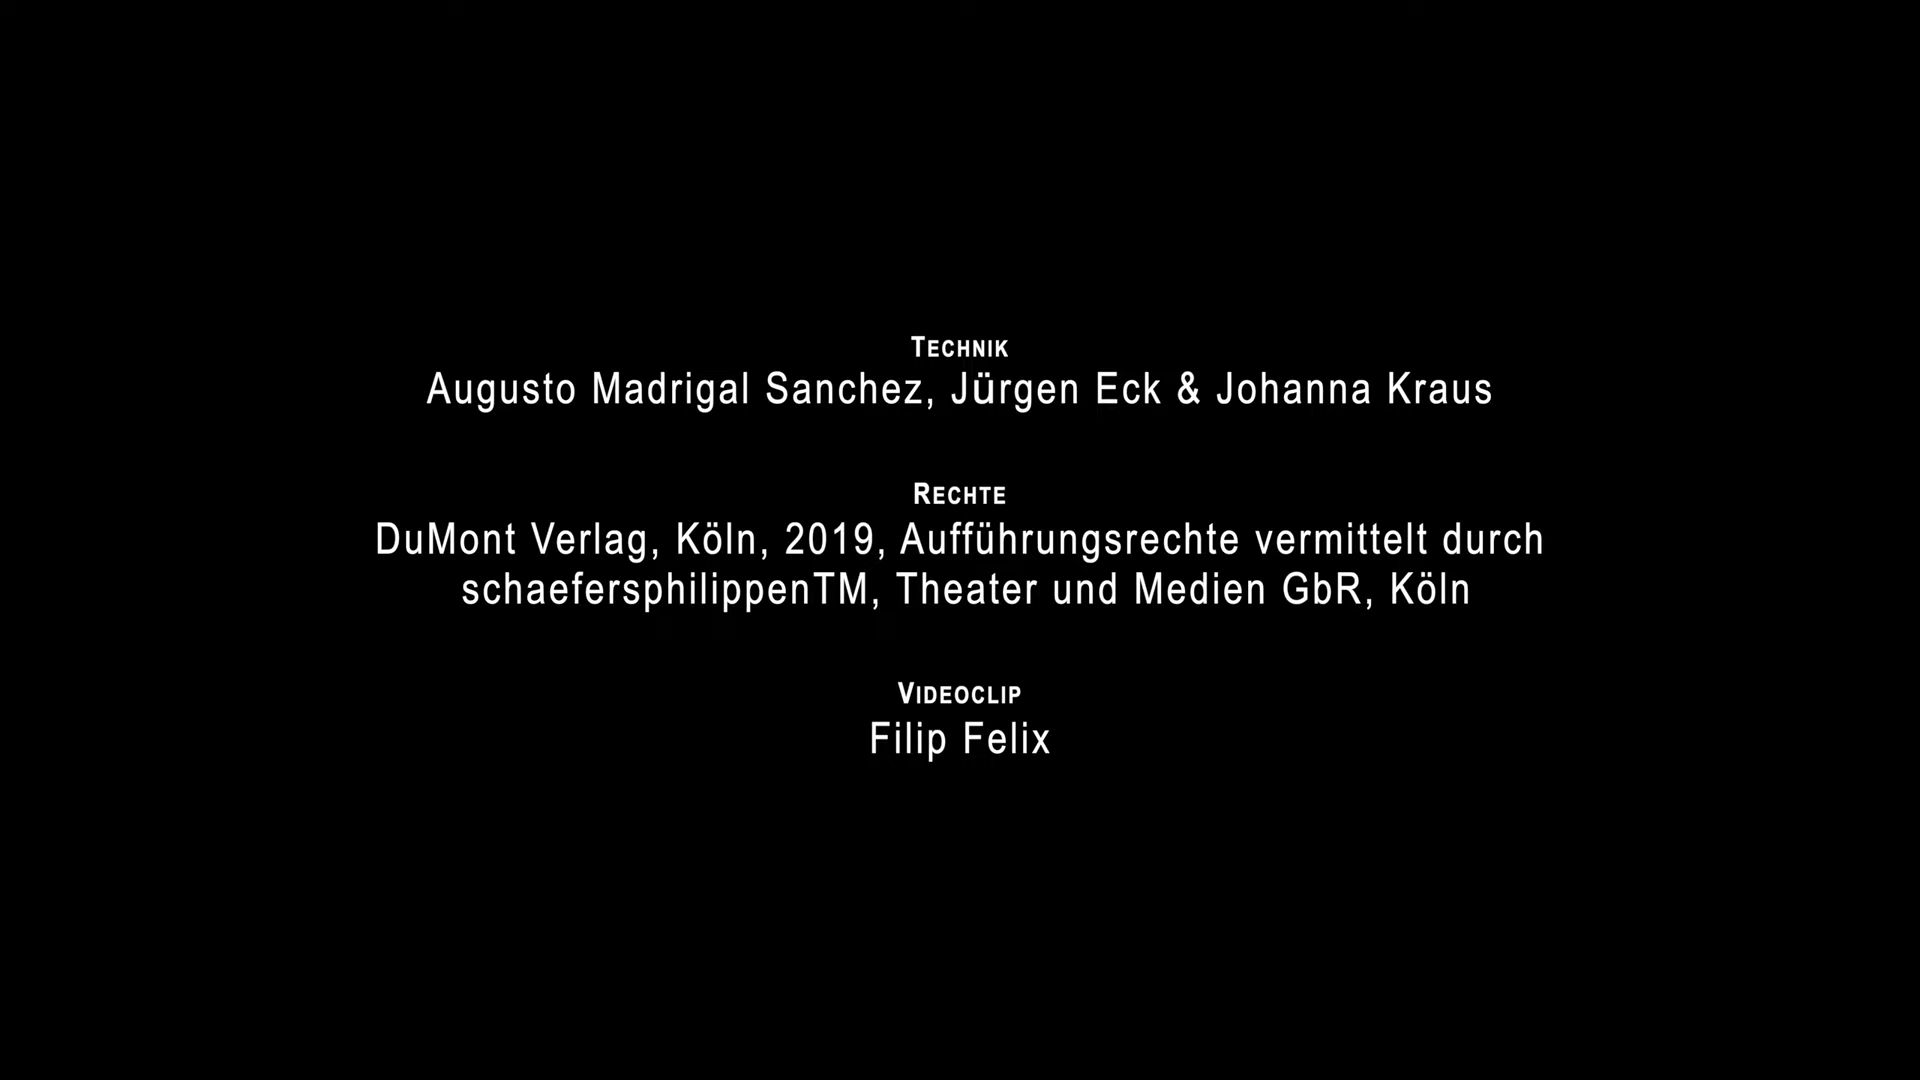 TECHNIK
Augusto Madrigal Sanchez, Jürgen Eck & Johanna Kraus
RECHTE
DuMont Verlag, Köln, 2019, Aufführungsrechte vermittelt durch
schaefersphilippenTM, Theater und Medien GbR, Köln
VIDEOCLIP
Filip Felix